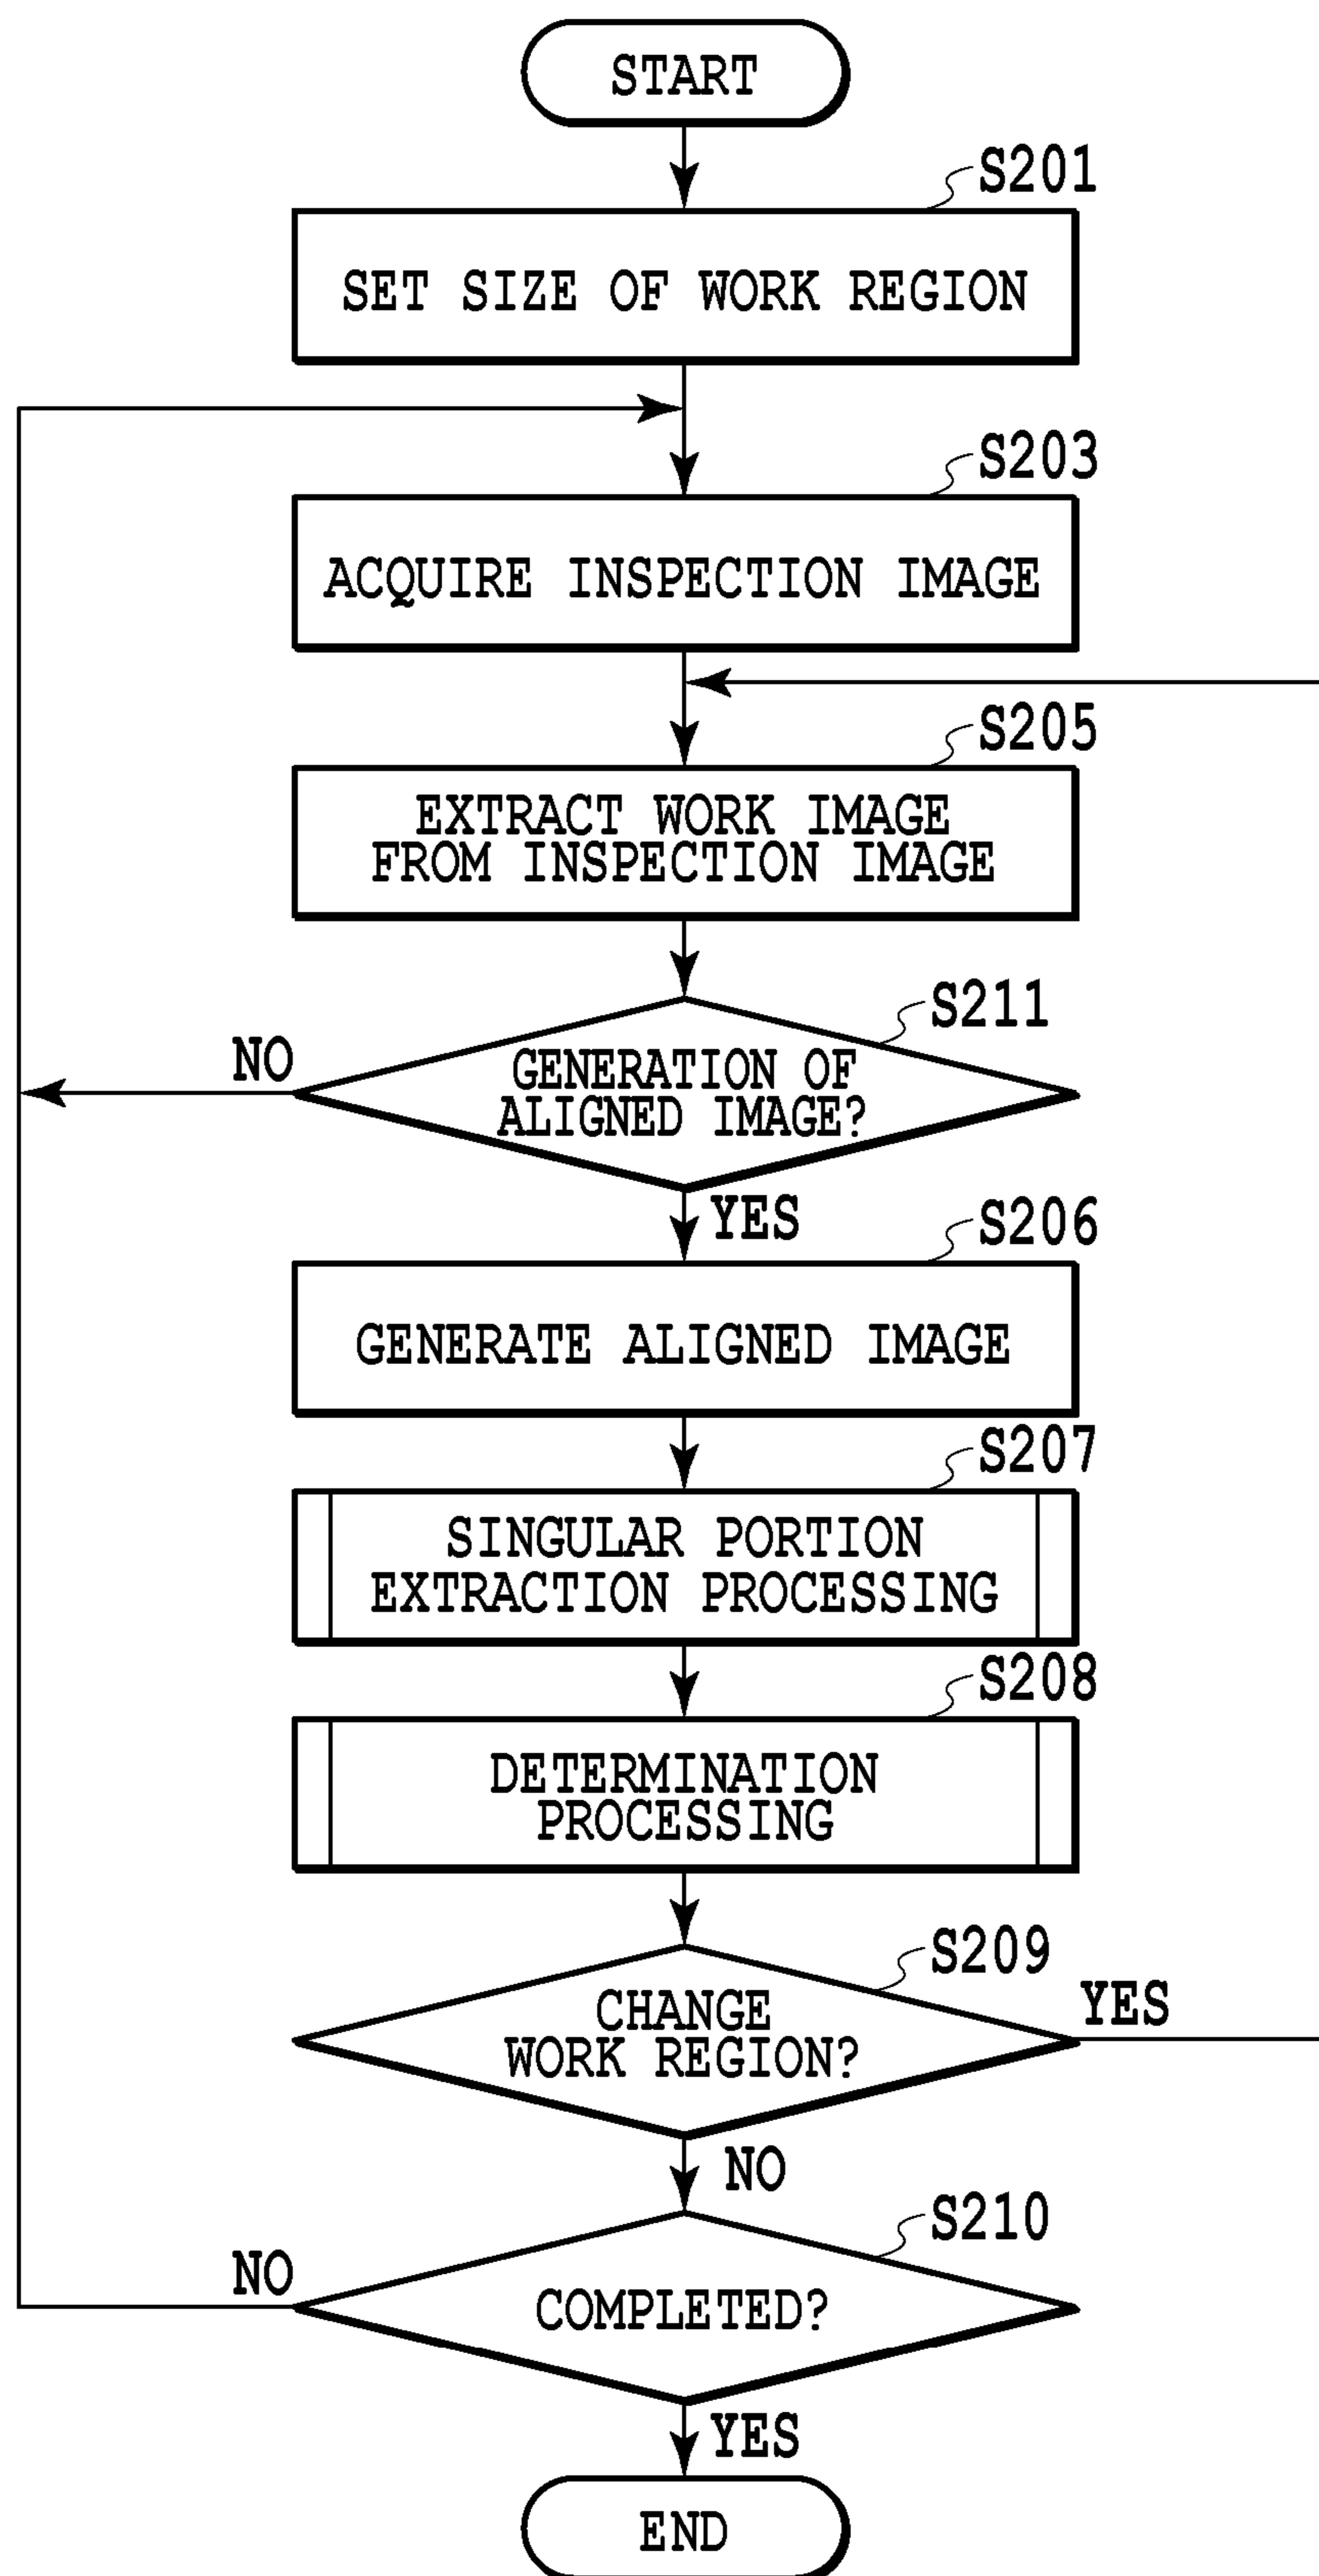 START
S201
SET SIZE OF WORK REGION
S203
ACQUIRE INSPECTION IMAGE
S205
EXTRACT WORK IMAGE
FROM INSPECTION IMAGE
S211
NO
GENERATION OF
ALIGNED IMAGE?
YES
S206
GENERATE ALIGNED IMAGE
S207
SINGULAR PORTION
EXTRACTION PROCESSING
S208
DETERMINATION
PROCESSING
S209
YES
CHANGE
WORK REGION?
NO
S210
NO
COMPLETED?
YES
END